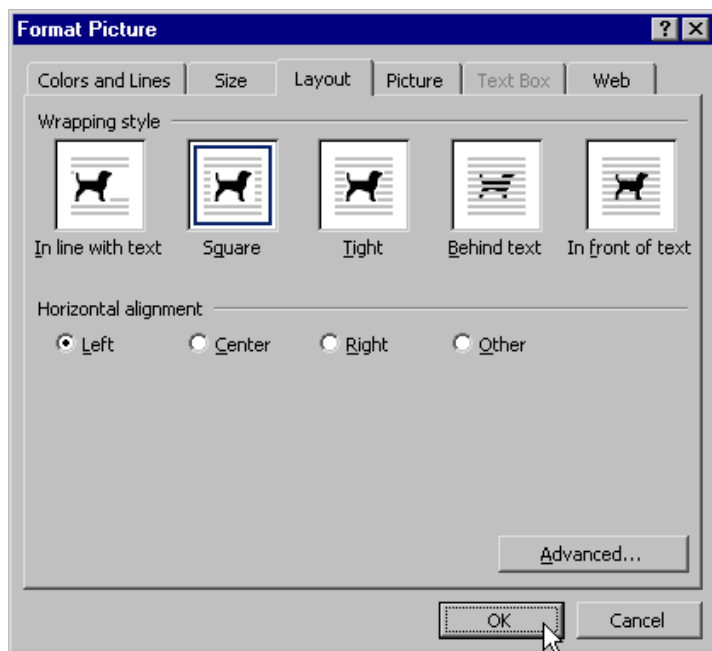 Format Picture
Colors and Lines Size Layout Picture Text Box Web
Wrapping style
In line with text Square Tight Behind text In front of text
Horizontal alignment
Left Center Right Other
Advanced...
OK Cancel